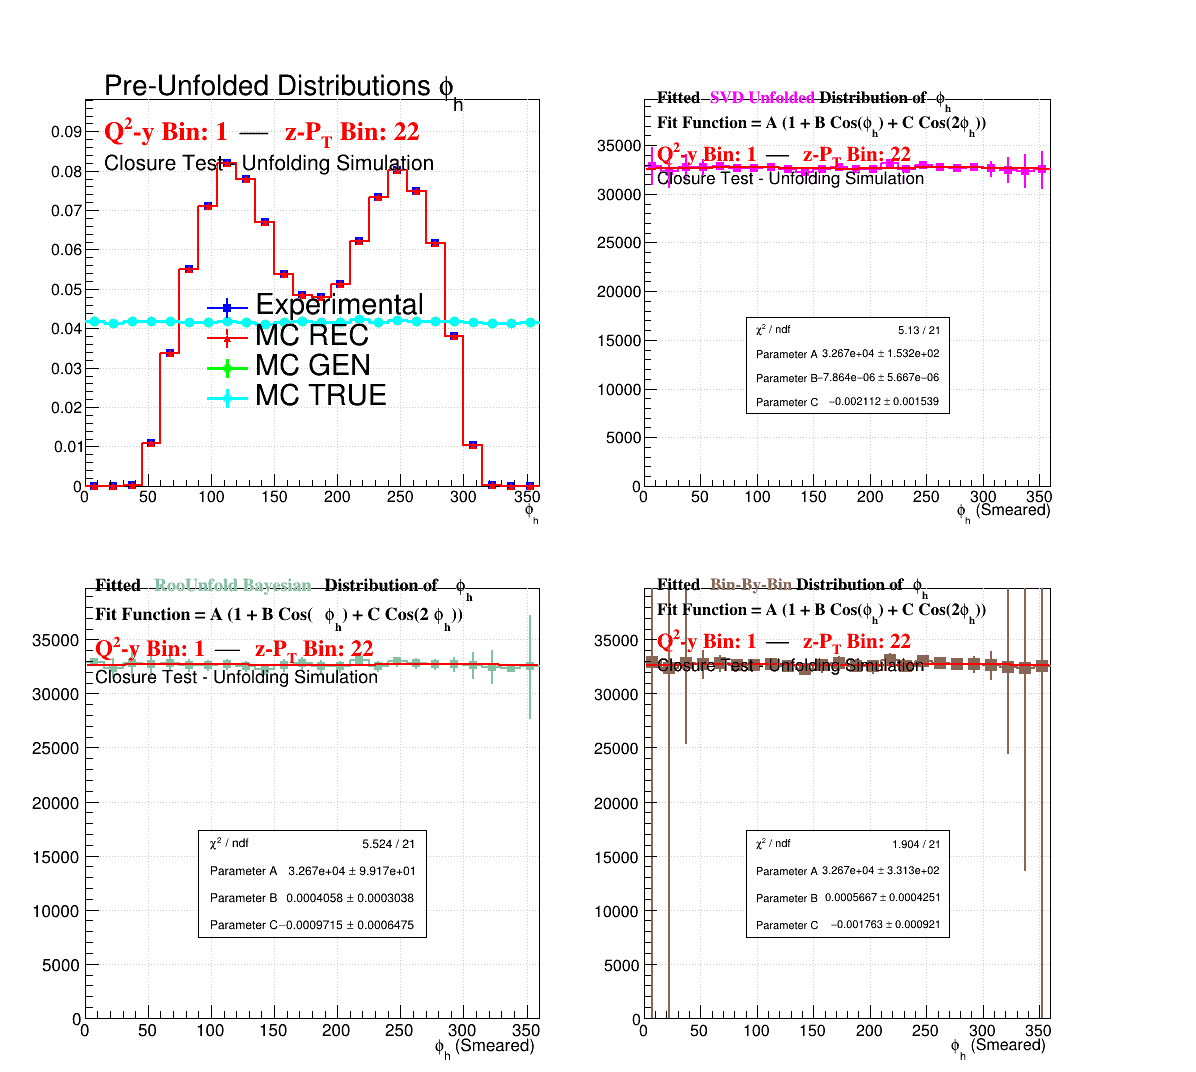 Pre-Unfolded Distributions ϕh
Q²-y Bin: 1 — z-PT Bin: 22
Closure Test - Unfolding Simulation
0.09
0.08
0.07
0.06
0.05
0.04
0.03
0.02
0.01
0
Experimental
MC REC
MC GEN
MC TRUE
50 100 150 200 250 300 350
ϕh
Fitted SVD Unfolded Distribution of ϕh
Fit Function = A (1 + B Cos(ϕh) + C Cos(2ϕh))
Q²-y Bin: 1 — z-PT Bin: 22
Closure Test - Unfolding Simulation
35000
30000
25000
20000
15000
10000
5000
0
χ² / ndf 5.13 / 21
Parameter A 3.267e+04 ± 1.532e+02
Parameter B −7.864e−06 ± 5.667e−06
Parameter C −0.002112 ± 0.001539
0 50 100 150 200 250 300 350
ϕh (Smeared)
Fitted RooUnfold Bayesian Distribution of ϕh
Fit Function = A (1 + B Cos( ϕh) + C Cos(2 ϕh))
Q²-y Bin: 1 — z-PT Bin: 22
Closure Test - Unfolding Simulation
35000
30000
25000
20000
15000
10000
5000
0
χ² / ndf 5.524 / 21
Parameter A 3.267e+04 ± 9.917e+01
Parameter B 0.0004058 ± 0.0003038
Parameter C −0.0009715 ± 0.0006475
0 50 100 150 200 250 300 350
ϕh (Smeared)
Fitted Bin-By-Bin Distribution of ϕh
Fit Function = A (1 + B Cos(ϕh) + C Cos(2ϕh))
Q²-y Bin: 1 — z-PT Bin: 22
Closure Test - Unfolding Simulation
35000
30000
25000
20000
15000
10000
5000
0
χ² / ndf 1.904 / 21
Parameter A 3.267e+04 ± 3.313e+02
Parameter B 0.0005667 ± 0.0004251
Parameter C −0.001763 ± 0.000921
0 50 100 150 200 250 300 350
ϕh (Smeared)